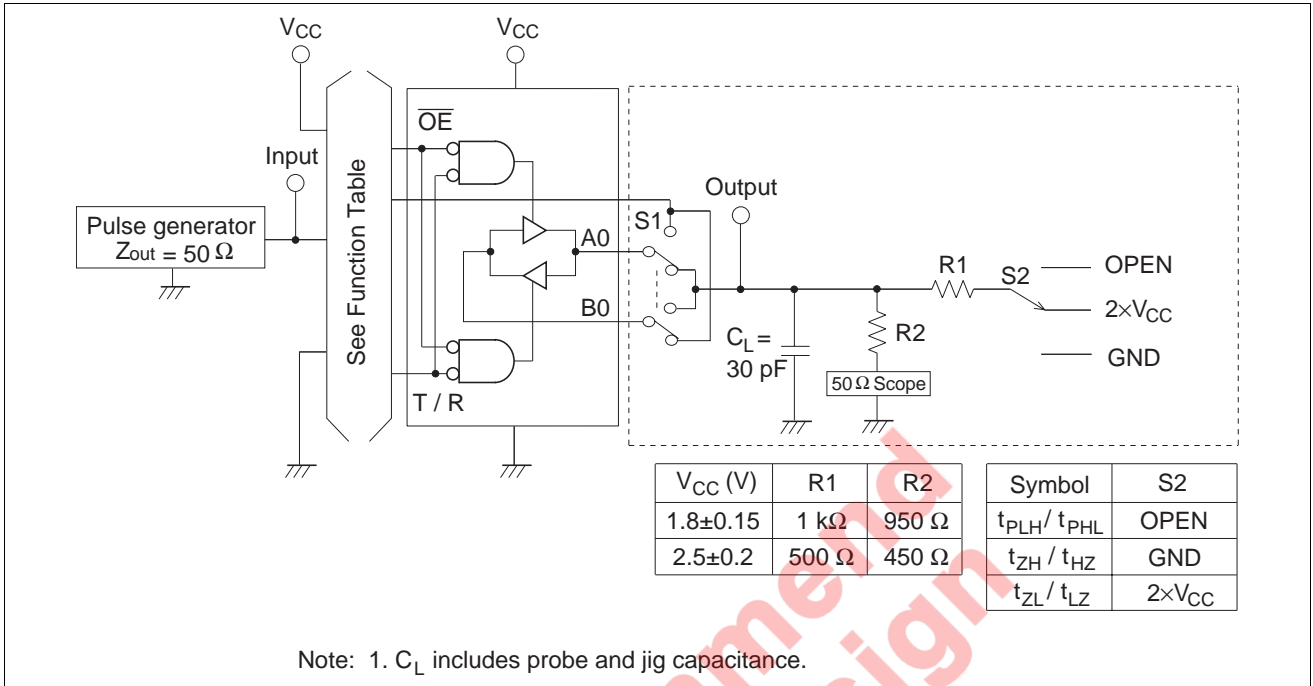 VCC
VCC
OE
Input
See Function Table
Pulse generator
Zout = 50 Ω
Output
S1
A0
B0
T / R
CL =
30 pF
R2
50 Ω Scope
R1
S2
OPEN
2×VCC
GND
VCC (V) R1 R2
1.8±0.15 1 kΩ 950 Ω
2.5±0.2 500 Ω 450 Ω
Symbol S2
tPLH / tPHL OPEN
tZH / tHZ GND
tZL / tLZ 2×VCC
Note: 1. CL includes probe and jig capacitance.